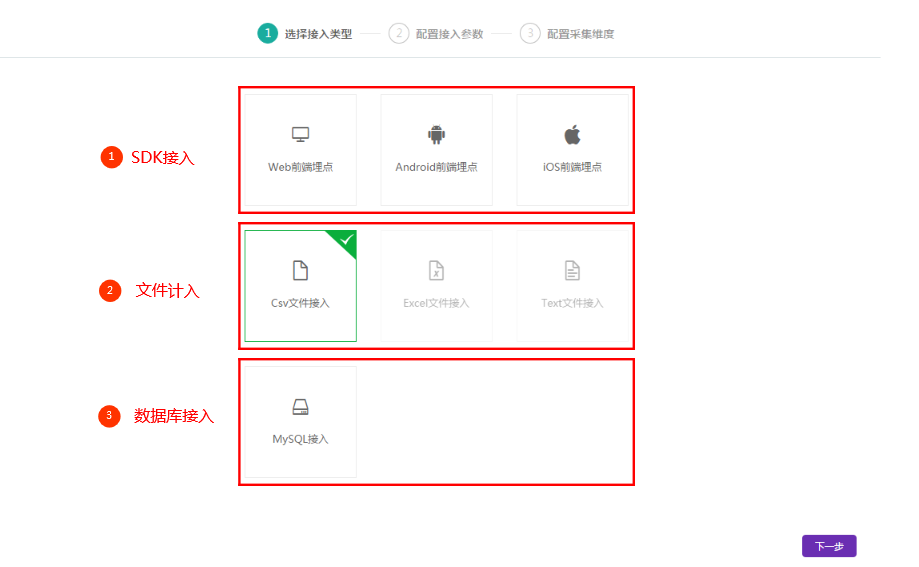 1 选择接入类型 2 配置接入参数 3 配置采集维度
1 SDK接入
Web前端埋点 Android前端埋点 iOS前端埋点
2 文件计入
Csv文件接入 Excel文件接入 Text文件接入
3 数据库接入
MySQL接入
下一步